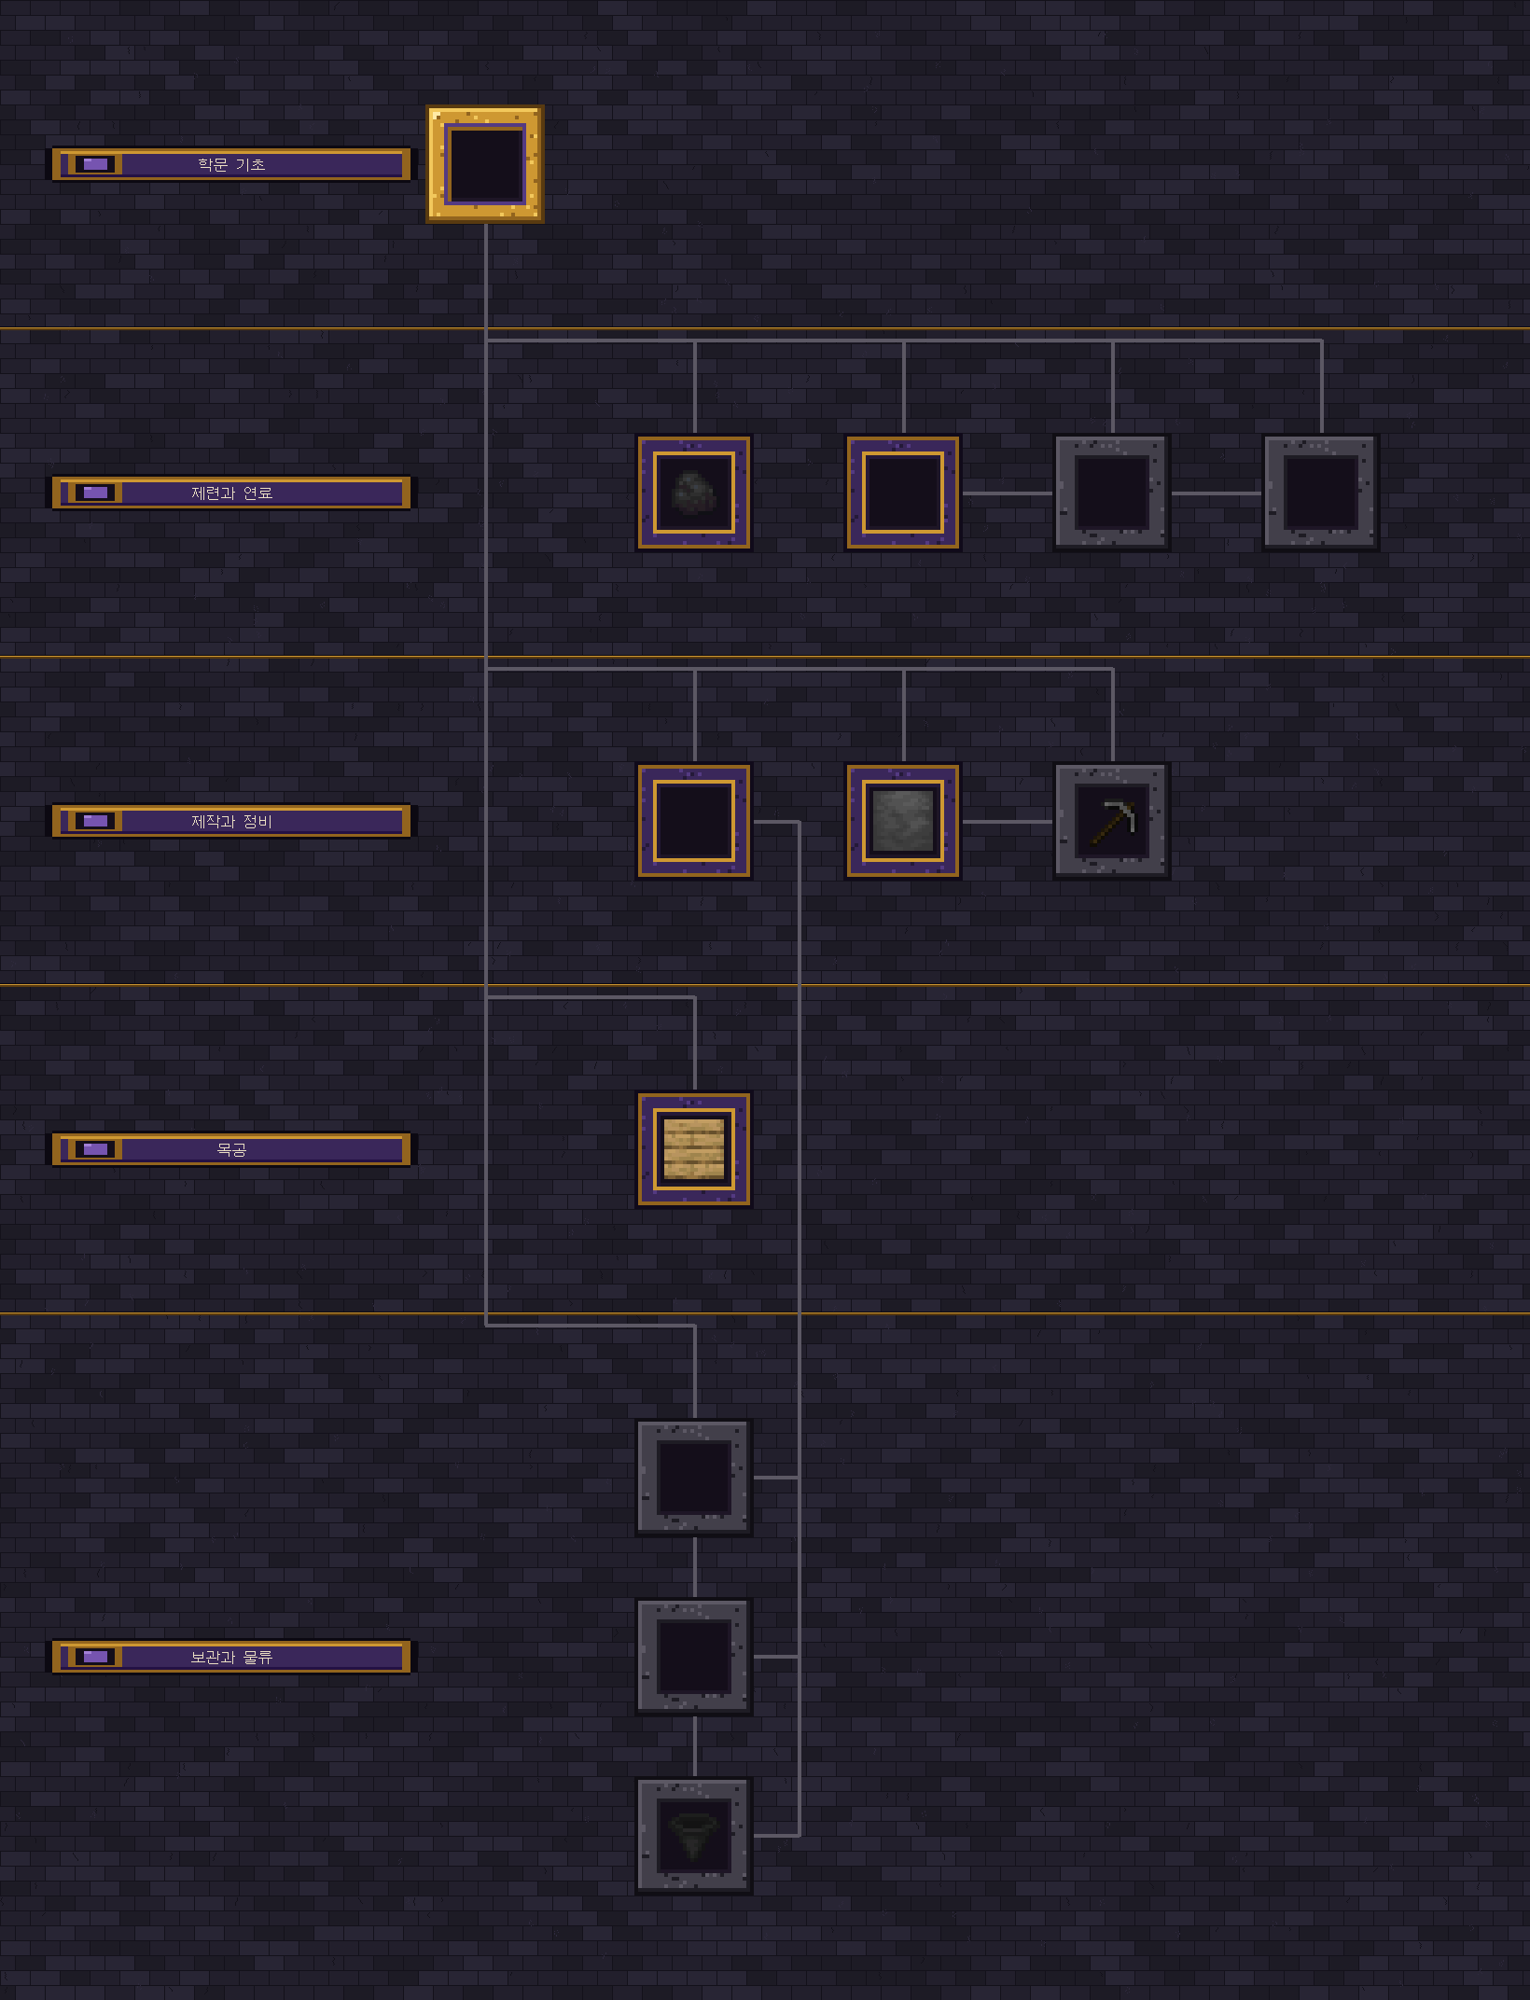 학문 기초
제련과 연료
제작과 정비
목공
보관과 물류